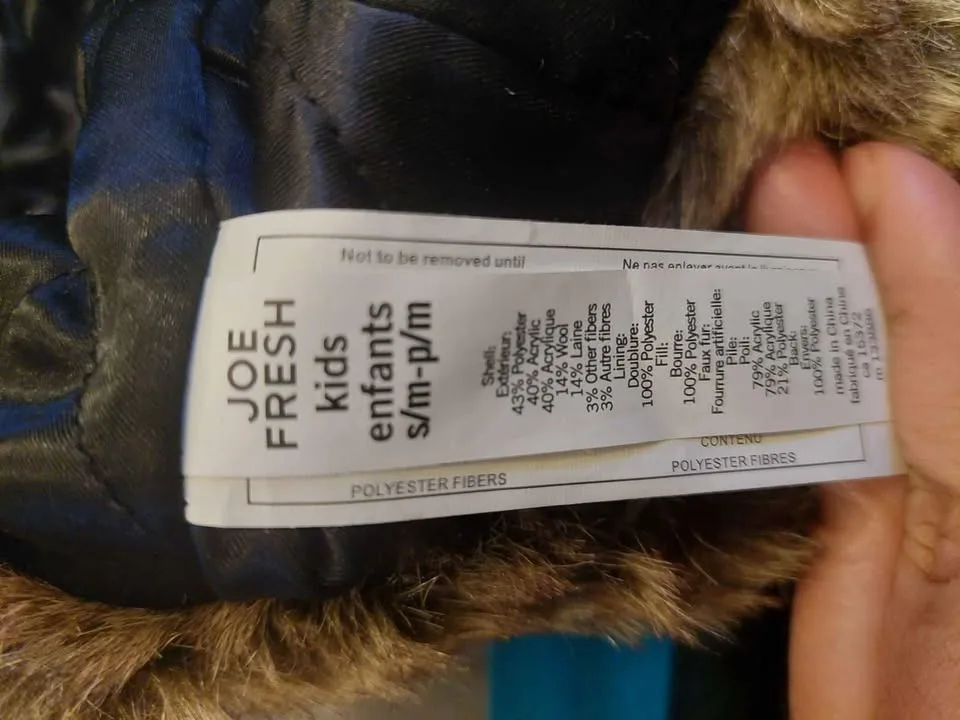 JOE
FRESH
kids
enfants
s/m-p/m
Shell:
Extérieur:
43% Polyester
40% Acrylic
40% Acrylique
14% Wool
14% Laine
3% Other fibers
3% Autre fibres
Lining:
Doublure:
100% Polyester
Fill:
Bourre:
100% Polyester
Faux fur:
Fourrure artificielle:
Pile:
Poil:
79% Acrylic
79% Acrylique
21% Polyester
Back:
Envers:
100% Polyester
made in China
fabriqué en Chine
ca 15372
Not to be removed until
Ne pas enlever avant
POLYESTER FIBERS
CONTENU
POLYESTER FIBRES